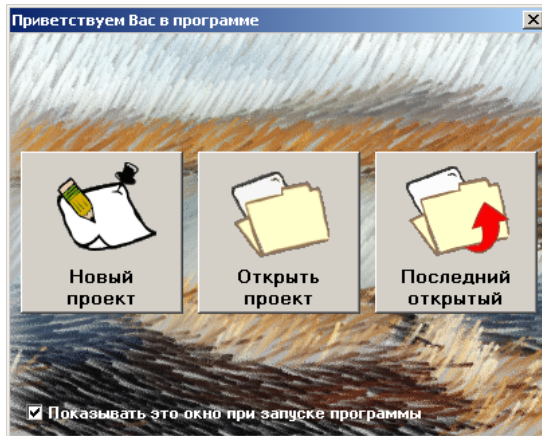 Приветствуем Вас в программе
Новый
проект
Открыть
проект
Последний
открытый
Показывать это окно при запуске программы